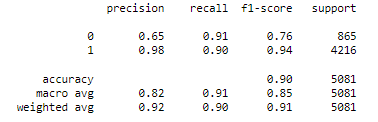 precision recall f1-score support
0 0.65 0.91 0.76 865
1 0.98 0.90 0.94 4216
accuracy 0.90 5081
macro avg 0.82 0.91 0.85 5081
weighted avg 0.92 0.90 0.91 5081